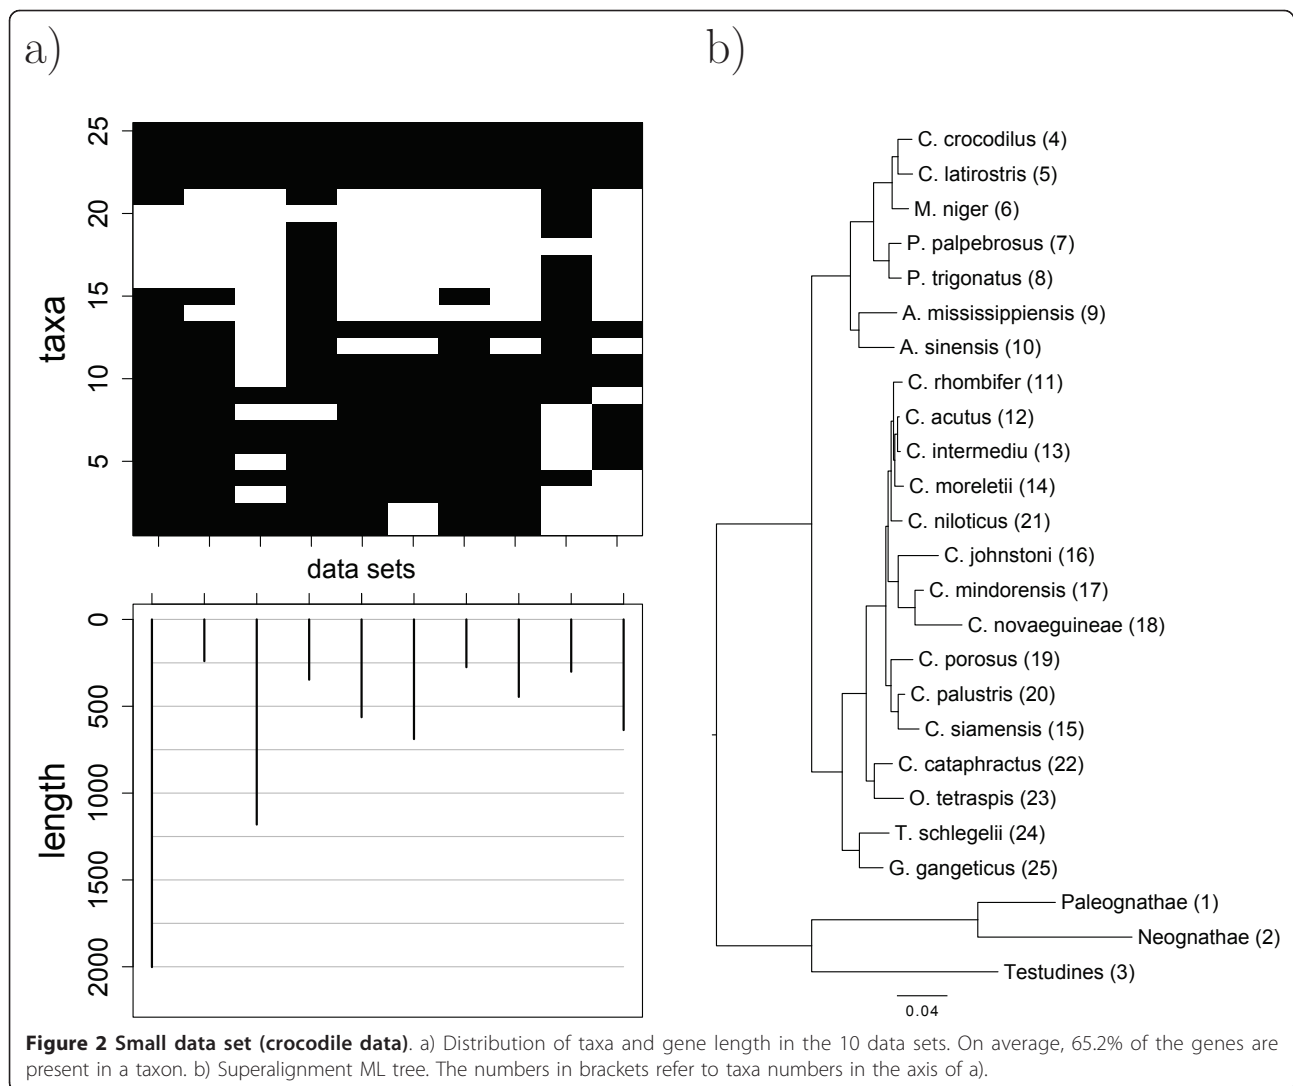 a)
b)
25
20
15
10
5
taxa
data sets
0
500
1000
1500
2000
length
C. crocodilus (4)
C. latirostris (5)
M. niger (6)
P. palpebrosus (7)
P. trigonatus (8)
A. mississippiensis (9)
A. sinensis (10)
C. rhombifer (11)
C. acutus (12)
C. intermediu (13)
C. moreletii (14)
C. niloticus (21)
C. johnstoni (16)
C. mindorensis (17)
C. novaeguineae (18)
C. porosus (19)
C. palustris (20)
C. siamensis (15)
C. cataphractus (22)
O. tetraspis (23)
T. schlegelii (24)
G. gangeticus (25)
Paleognathae (1)
Neognathae (2)
Testudines (3)
0.04
Figure 2 Small data set (crocodile data). a) Distribution of taxa and gene length in the 10 data sets. On average, 65.2% of the genes are
present in a taxon. b) Superalignment ML tree. The numbers in brackets refer to taxa numbers in the axis of a).